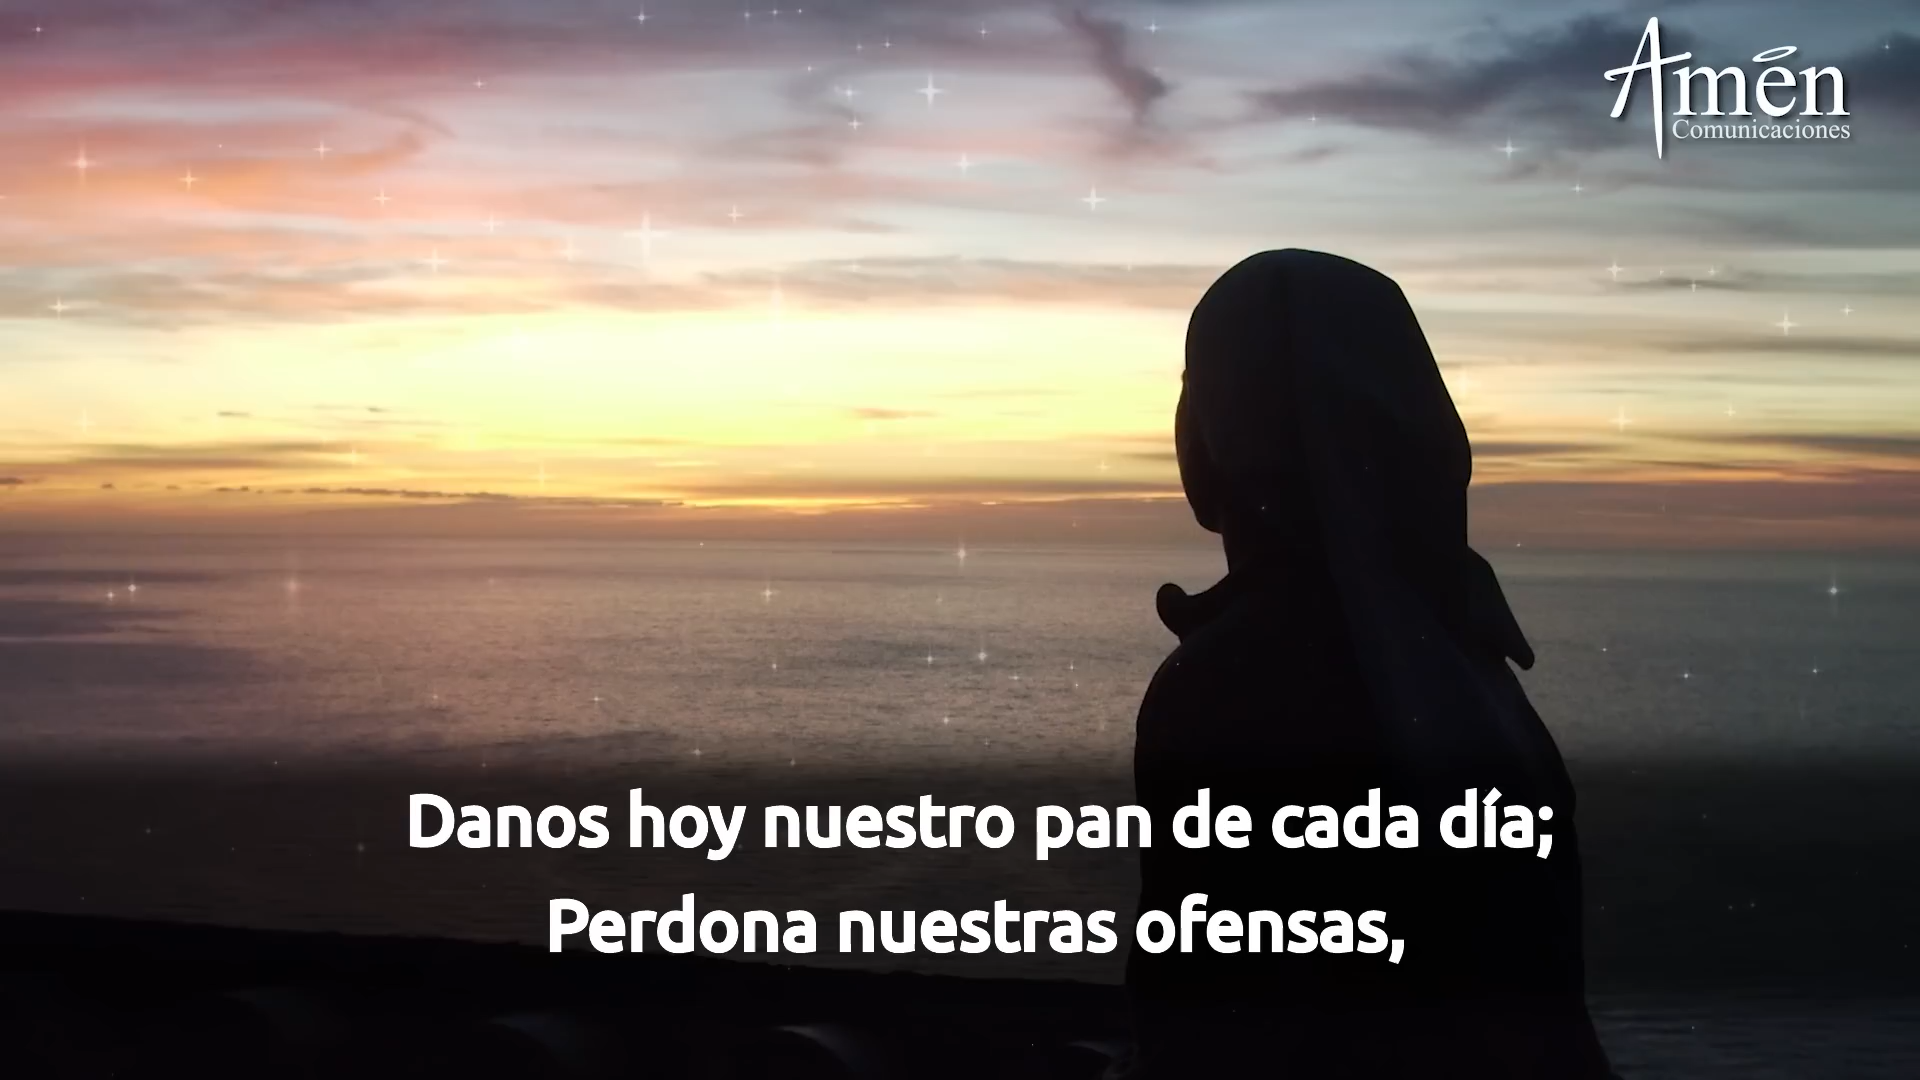 Amén
Comunicaciones
Danos hoy nuestro pan de cada día;
Perdona nuestras ofensas,